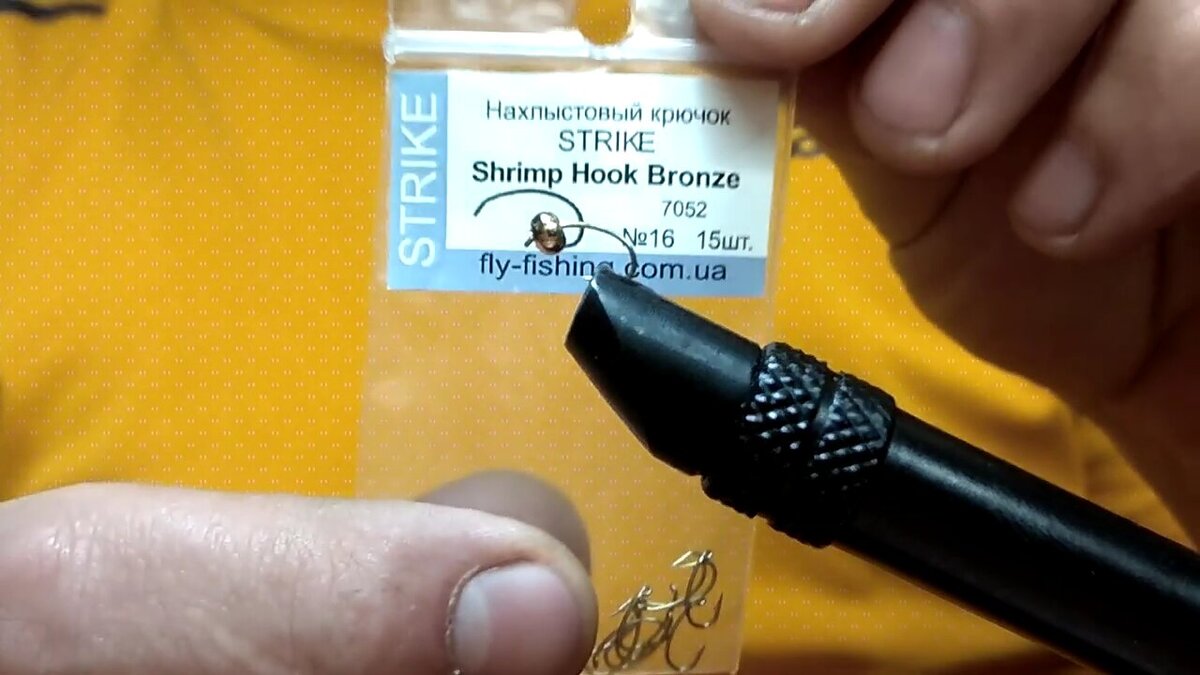 STRIKE
Нахлыстовый крючок
STRIKE
Shrimp Hook Bronze
7052
№16 15шт.
fly-fishing.com.ua